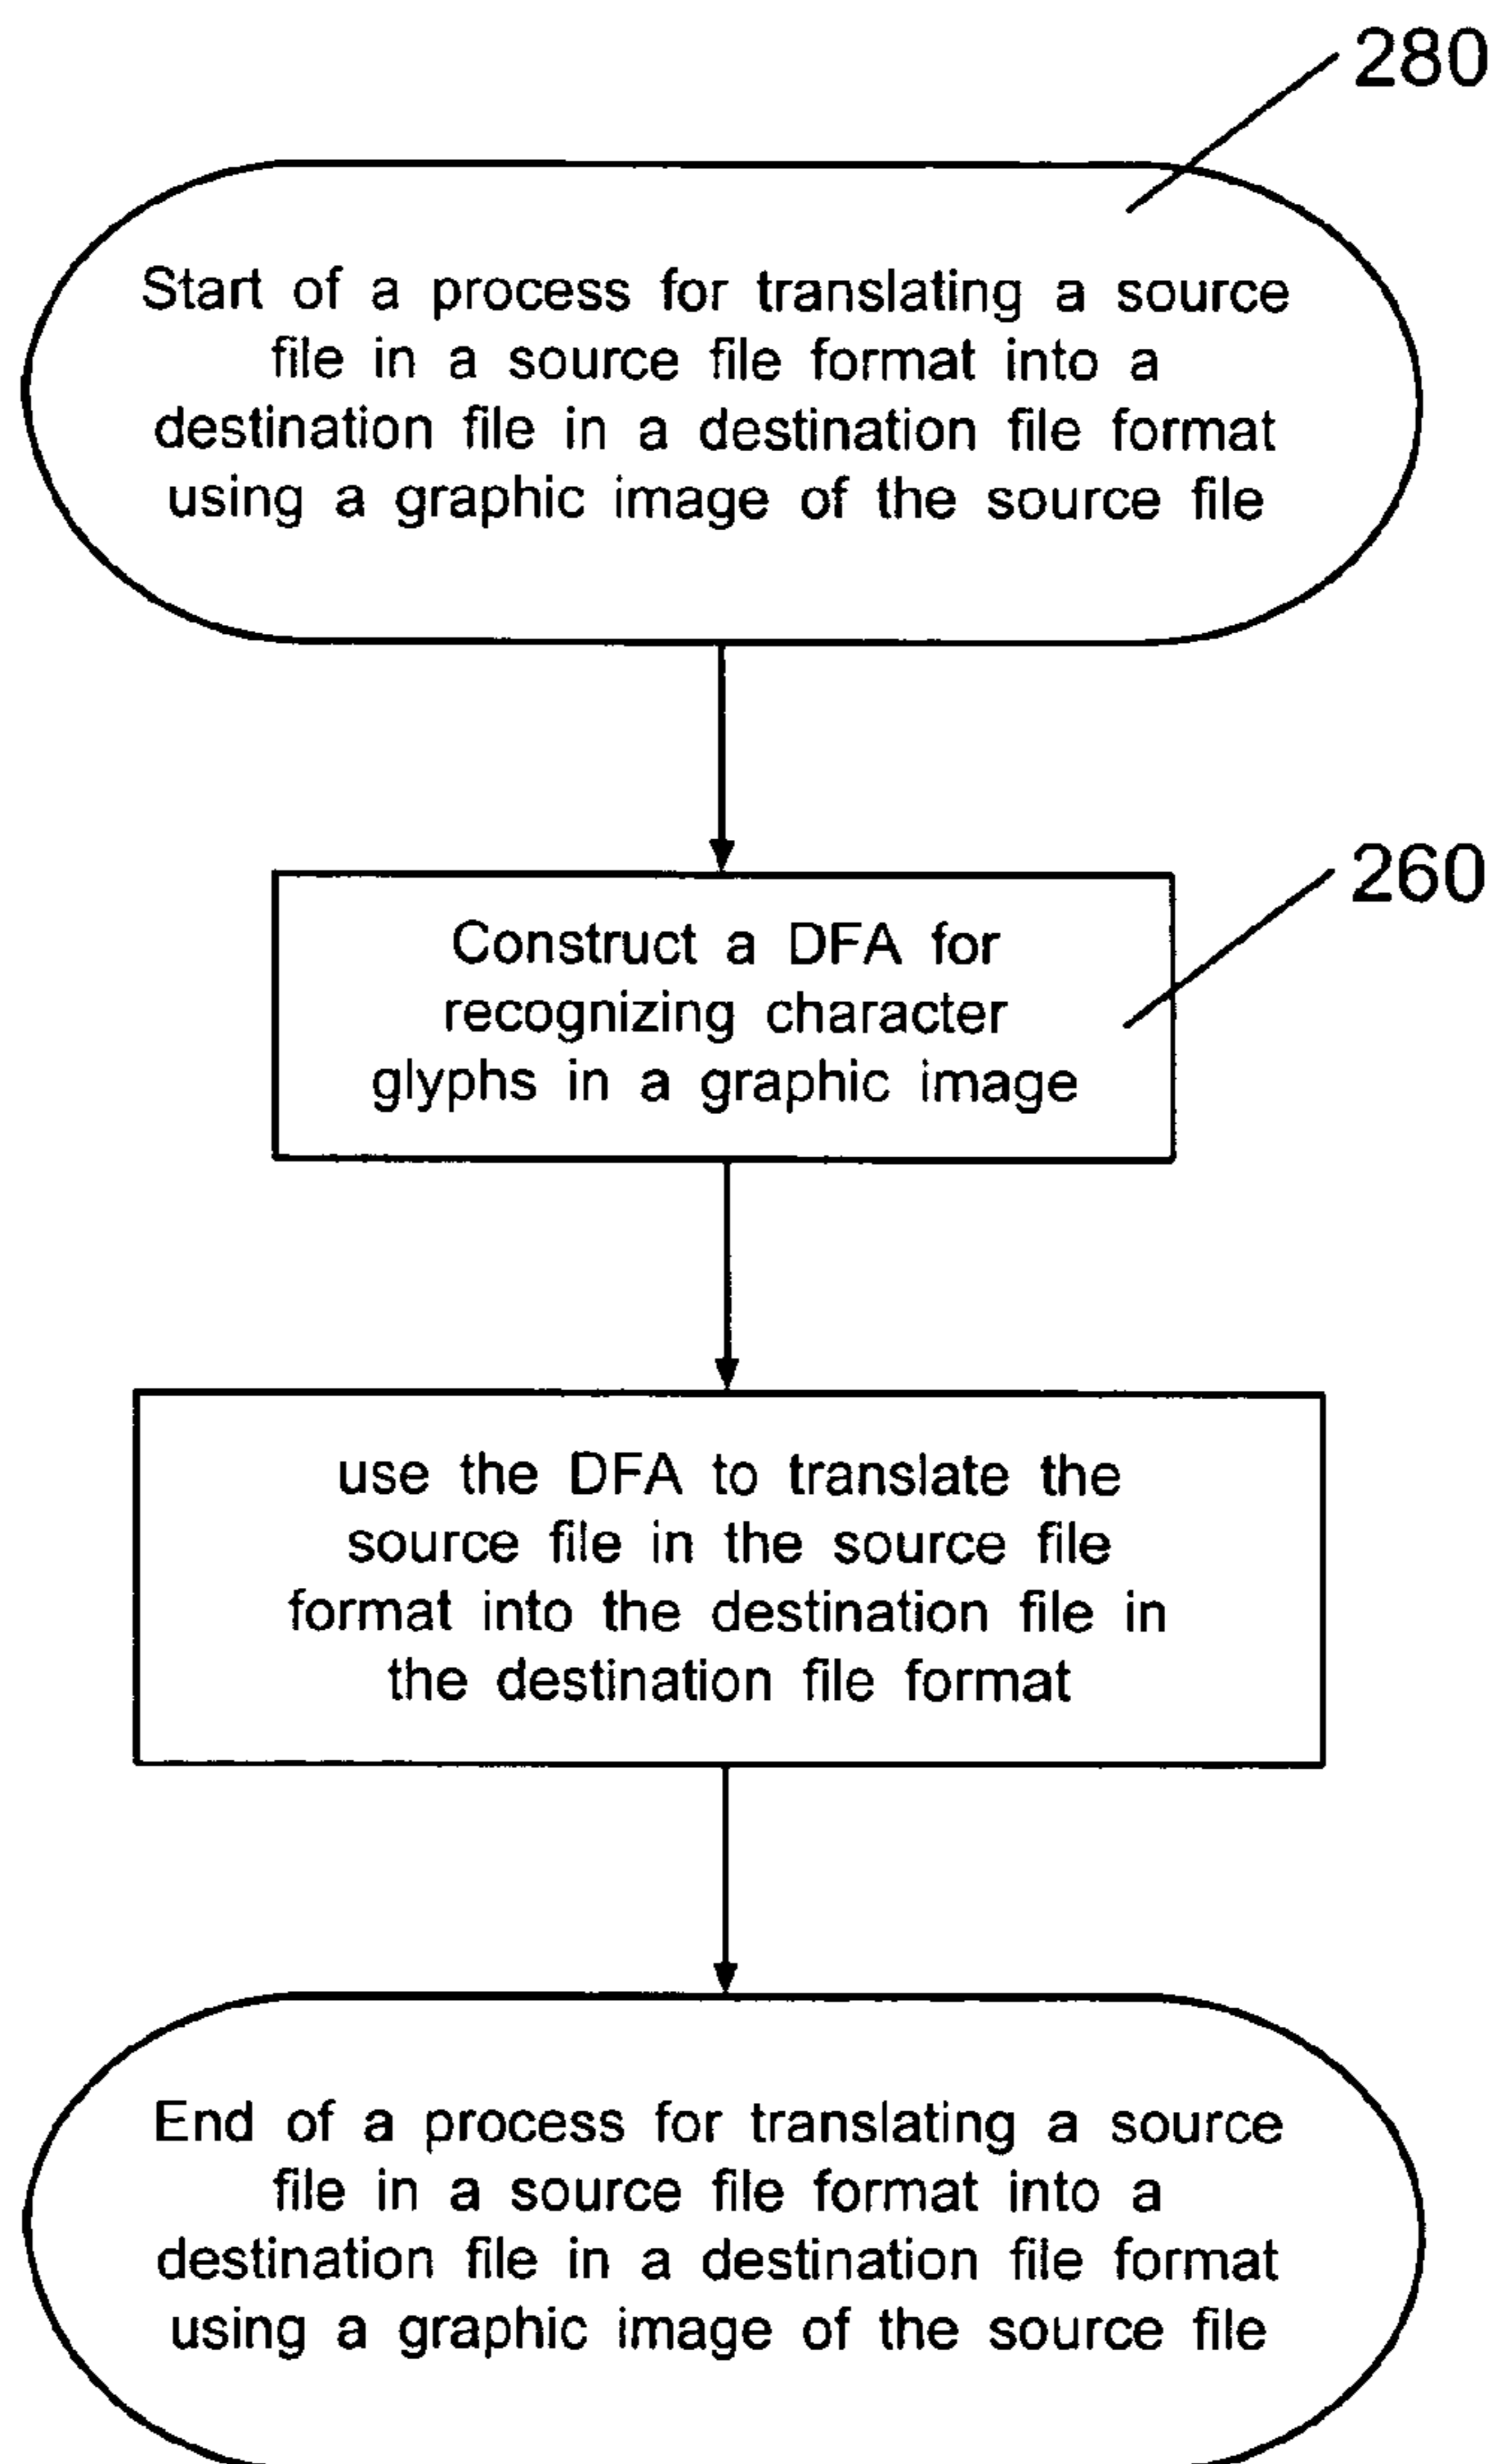 280
Start of a process for translating a source
file in a source file format into a
destination file in a destination file format
using a graphic image of the source file
260
Construct a DFA for
recognizing character
glyphs in a graphic image
use the DFA to translate the
source file in the source file
format into the destination file in
the destination file format
End of a process for translating a source
file in a source file format into a
destination file in a destination file format
using a graphic image of the source file